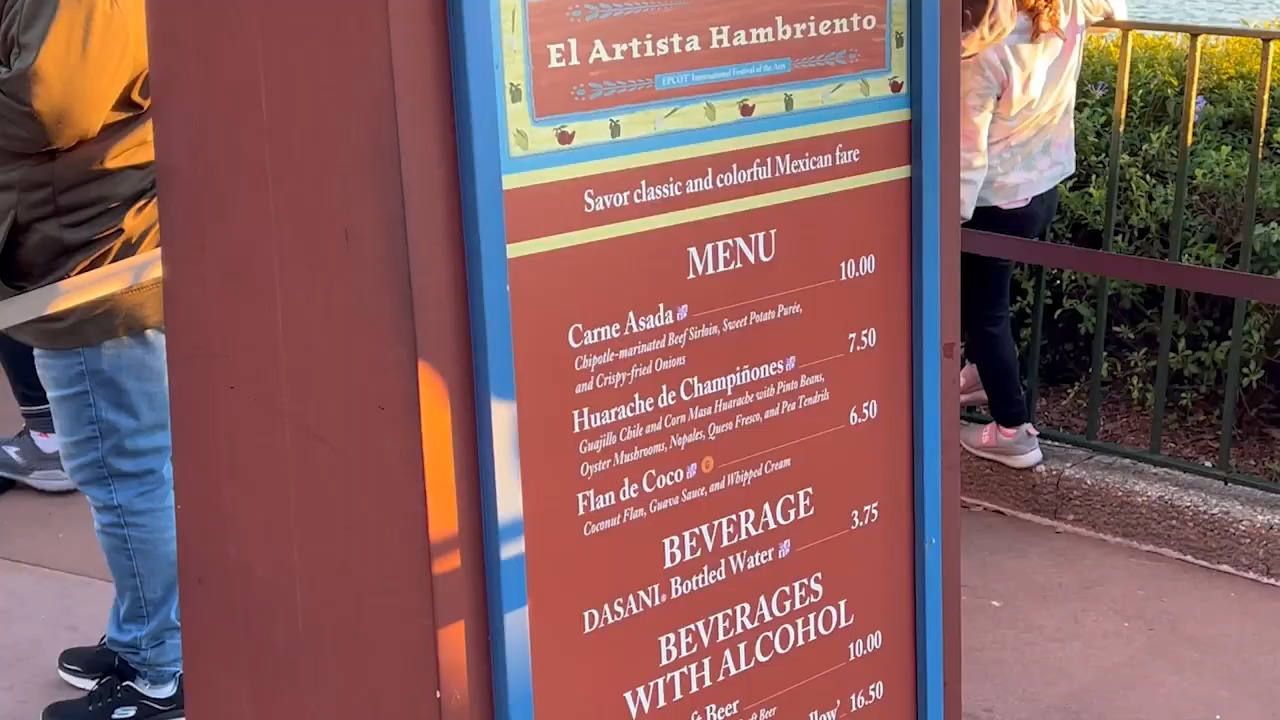 El Artista Hambriento
EPCOT International Festival of the Arts
Savor classic and colorful Mexican fare
MENU
Carne Asada 10.00
Chipotle-marinated Beef Sirloin, Sweet Potato Purée,
and Crispy-fried Onions
Huarache de Champiñones 7.50
Guajillo Chile and Corn Masa Huarache with Pinto Beans,
Oyster Mushrooms, Nopales, Queso Fresco, and Pea Tendrils
Flan de Coco 6.50
Coconut Flan, Guava Sauce, and Whipped Cream
BEVERAGE
DASANI® Bottled Water 3.75
BEVERAGES
WITH ALCOHOL
Beer 10.00
Beer
16.50